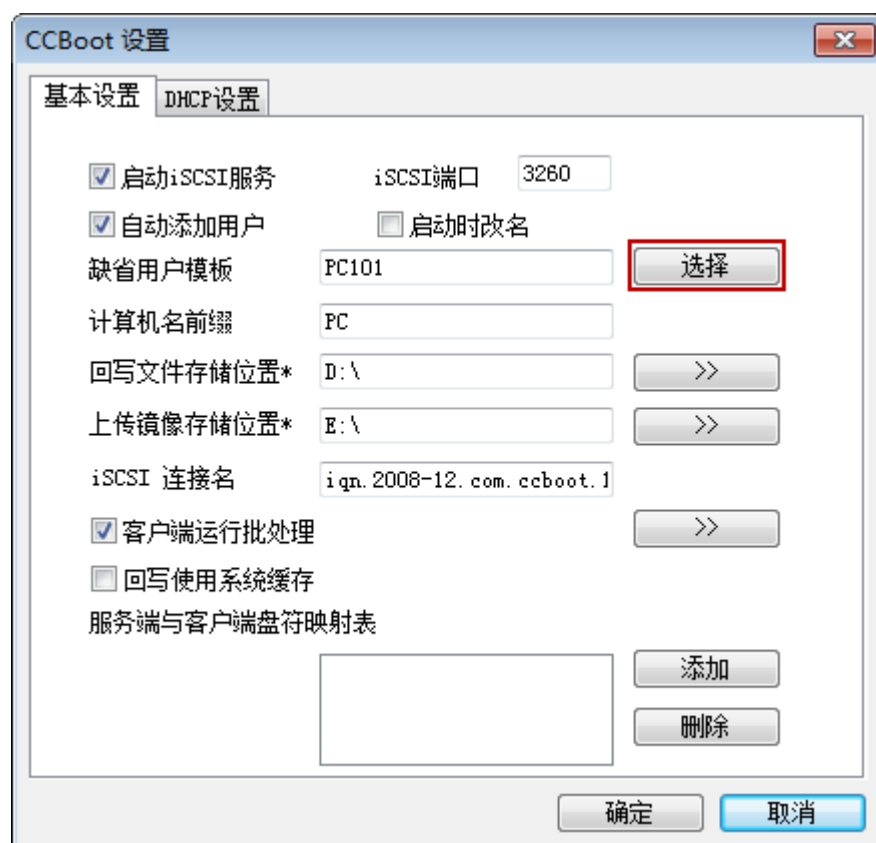 CCBoot 设置
基本设置 DHCP设置
启动iSCSI服务 iSCSI端口 3260
自动添加用户 启动时改名
缺省用户模板 PC101 选择
计算机名前缀 PC
回写文件存储位置* D:\ >>
上传镜像存储位置* E:\ >>
iSCSI 连接名 iqn.2008-12.com.ccboot.1
客户端运行批处理 >>
回写使用系统缓存
服务端与客户端盘符映射表
添加
删除
确定 取消